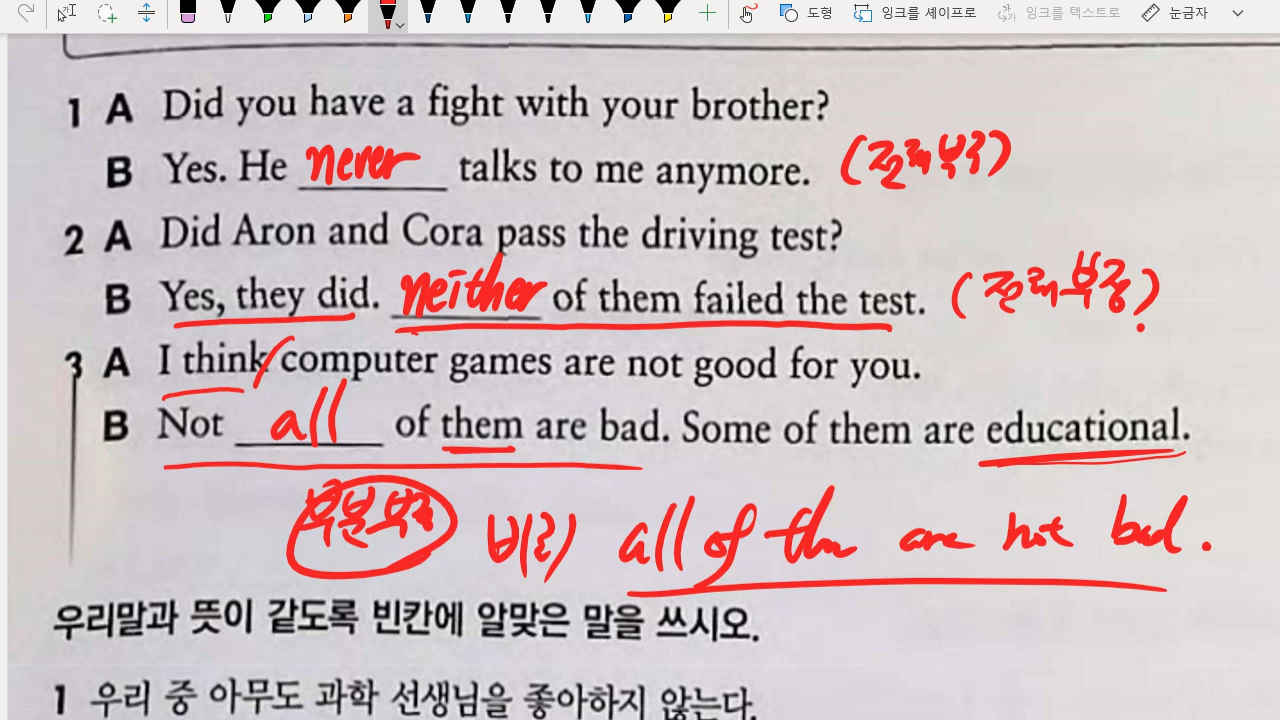 도형 잉크를 셰이프로 잉크를 텍스트로 눈금자
1 A Did you have a fight with your brother?
B Yes. He never talks to me anymore. (절대부정)
2 A Did Aron and Cora pass the driving test?
B Yes, they did. neither of them failed the test. (전체부정)
3 A I think/computer games are not good for you.
B Not all of them are bad. Some of them are educational.
부분부정 비교) all of them are not bad.
우리말과 뜻이 같도록 빈칸에 알맞은 말을 쓰시오.
1 우리 중 아무도 과학 선생님을 좋아하지 않는다.